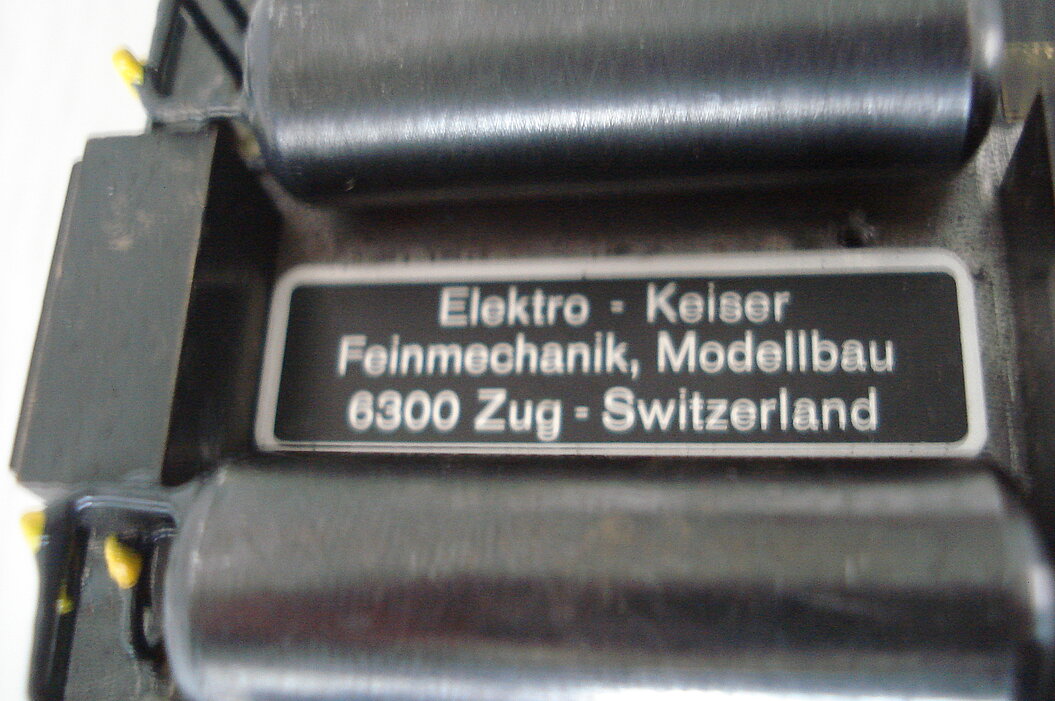 Elektro - Keiser
Feinmechanik, Modellbau
6300 Zug - Switzerland